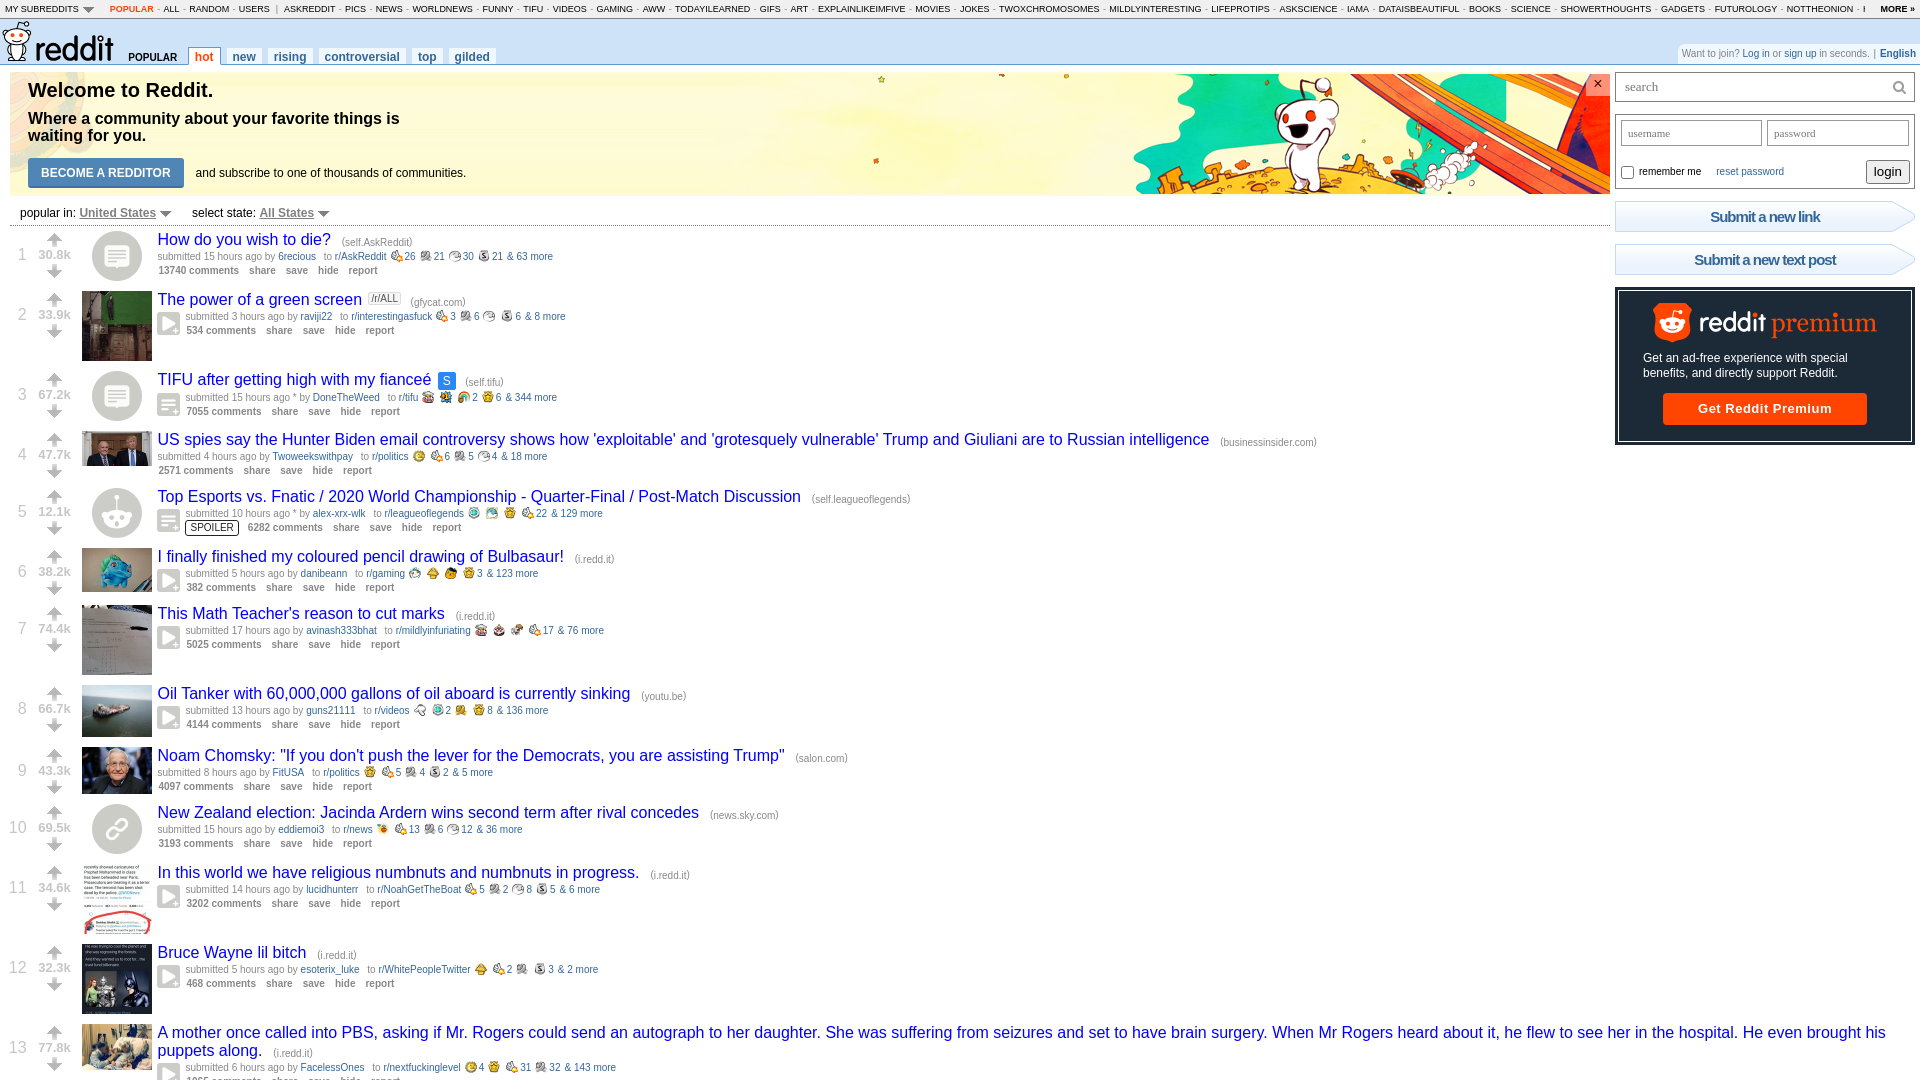 MY SUBREDDITS POPULAR - ALL - RANDOM - USERS | ASKREDDIT - PICS - NEWS - WORLDNEWS - FUNNY - TIFU - VIDEOS - GAMING - AWW - TODAYILEARNED - GIFS - ART - EXPLAINLIKEIMFIVE - MOVIES - JOKES - TWOXCHROMOSOMES - MILDLYINTERESTING - LIFEPROTIPS - ASKSCIENCE - IAMA - DATAISBEAUTIFUL - BOOKS - SCIENCE - SHOWERTHOUGHTS - GADGETS - FUTUROLOGY - NOTTHEONION - MORE »
reddit POPULAR hot new rising controversial top gilded
Want to join? Log in or sign up in seconds. | English
Welcome to Reddit.
Where a community about your favorite things is
waiting for you.
BECOME A REDDITOR and subscribe to one of thousands of communities.
×
search
username password
remember me reset password login
Submit a new link
Submit a new text post
reddit premium
Get an ad-free experience with special
benefits, and directly support Reddit.
Get Reddit Premium
popular in: United States select state: All States
1 30.8k How do you wish to die? (self.AskReddit)
submitted 15 hours ago by 6recious to r/AskReddit 26 21 30 21 & 63 more
13740 comments share save hide report
2 33.9k The power of a green screen /r/ALL (gfycat.com)
submitted 3 hours ago by raviji22 to r/interestingasfuck 3 6 6 & 8 more
534 comments share save hide report
3 67.2k TIFU after getting high with my fianceé S (self.tifu)
submitted 15 hours ago * by DoneTheWeed to r/tifu 2 6 & 344 more
7055 comments share save hide report
4 47.7k US spies say the Hunter Biden email controversy shows how 'exploitable' and 'grotesquely vulnerable' Trump and Giuliani are to Russian intelligence (businessinsider.com)
submitted 4 hours ago by Twoweekswithpay to r/politics 6 5 4 & 18 more
2571 comments share save hide report
5 12.1k Top Esports vs. Fnatic / 2020 World Championship - Quarter-Final / Post-Match Discussion (self.leagueoflegends)
submitted 10 hours ago * by alex-xrx-wlk to r/leagueoflegends 22 & 129 more
SPOILER 6282 comments share save hide report
6 38.2k I finally finished my coloured pencil drawing of Bulbasaur! (i.redd.it)
submitted 5 hours ago by danibeann to r/gaming 3 & 123 more
382 comments share save hide report
7 74.4k This Math Teacher's reason to cut marks (i.redd.it)
submitted 17 hours ago by avinash333bhat to r/mildlyinfuriating 17 & 76 more
5025 comments share save hide report
8 66.7k Oil Tanker with 60,000,000 gallons of oil aboard is currently sinking (youtu.be)
submitted 13 hours ago by guns21111 to r/videos 2 8 & 136 more
4144 comments share save hide report
9 43.3k Noam Chomsky: "If you don't push the lever for the Democrats, you are assisting Trump" (salon.com)
submitted 8 hours ago by FitUSA to r/politics 5 4 2 & 5 more
4097 comments share save hide report
10 69.5k New Zealand election: Jacinda Ardern wins second term after rival concedes (news.sky.com)
submitted 15 hours ago by eddiemoi3 to r/news 13 6 12 & 36 more
3193 comments share save hide report
11 34.6k In this world we have religious numbnuts and numbnuts in progress. (i.redd.it)
submitted 14 hours ago by lucidhunterr to r/NoahGetTheBoat 5 2 8 5 & 6 more
3202 comments share save hide report
12 32.3k Bruce Wayne lil bitch (i.redd.it)
submitted 5 hours ago by esoterix_luke to r/WhitePeopleTwitter 2 3 & 2 more
468 comments share save hide report
13 77.8k A mother once called into PBS, asking if Mr. Rogers could send an autograph to her daughter. She was suffering from seizures and set to have brain surgery. When Mr Rogers heard about it, he flew to see her in the hospital. He even brought his
puppets along. (i.redd.it)
submitted 6 hours ago by FacelessOnes to r/nextfuckinglevel 4 31 32 & 143 more